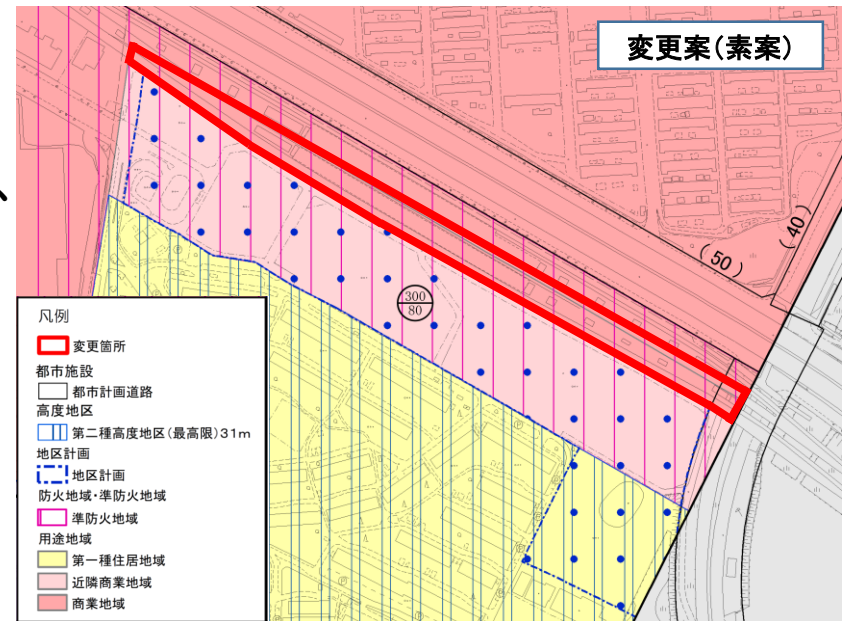 変更案(素案)
(40)
(50)
300
80
凡例
変更箇所
都市施設
都市計画道路
高度地区
第二種高度地区(最高限)31m
地区計画
地区計画
防火地域・準防火地域
準防火地域
用途地域
第一種住居地域
近隣商業地域
商業地域